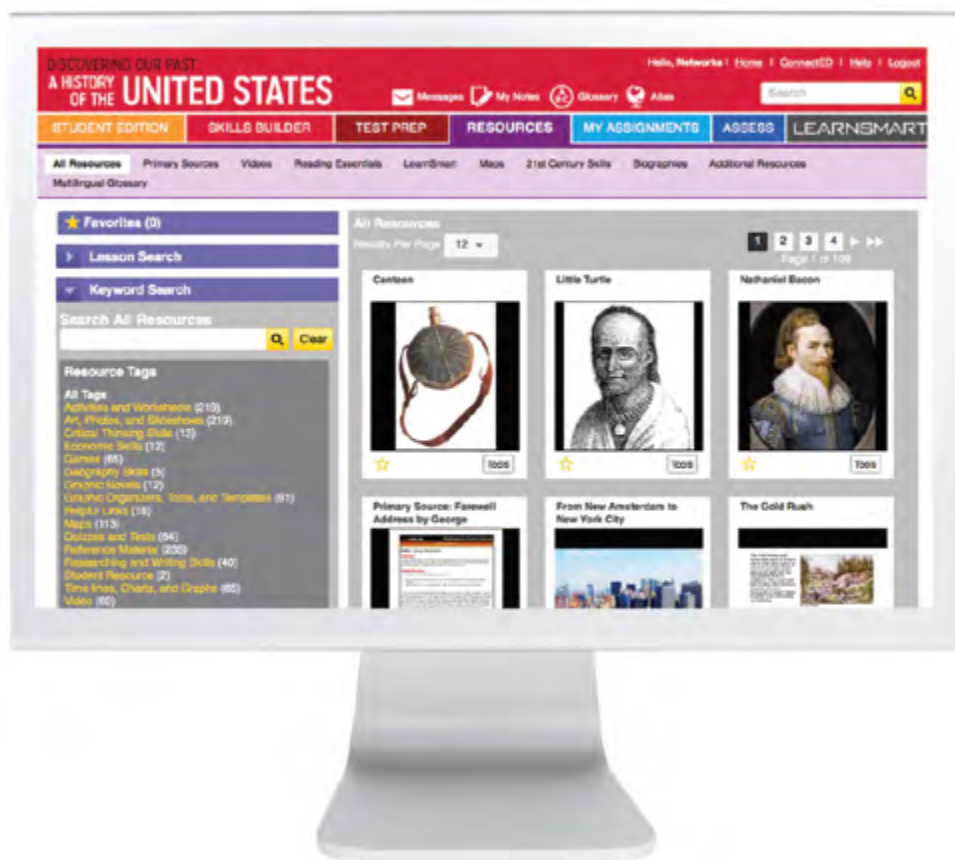 DISCOVERING OUR PAST
A HISTORY OF THE UNITED STATES
Hello, Networks | Home | ConnectED | Help | Logout
Messages My Notes Glossary Atlas
Search
STUDENT EDITION SKILLS BUILDER TEST PREP RESOURCES MY ASSIGNMENTS ASSESS LEARNSMART
All Resources Primary Sources Videos Reading Essentials LearnSmart Maps 21st Century Skills Biographies Additional Resources
Multilingual Glossary
Favorites (0)
Lesson Search
Keyword Search
Search All Resources
Clear
Resource Tags
All Tags
Activities and Worksheets (213)
Art, Photos, and Slideshows (219)
Critical Thinking Skills (13)
Economic Skills (12)
Games (65)
Geography Skills (5)
Graphic Novels (12)
Graphic Organizers, Tools, and Templates (61)
Helpful Links (18)
Maps (113)
Quizzes and Tests (64)
Reference Material (235)
Researching and Writing Skills (40)
Student Resource (2)
Time lines, Charts, and Graphs (65)
Video (60)
All Resources
Results Per Page 12
1 2 3 4
Page 1 of 109
Canteen
Little Turtle
Nathaniel Bacon
Tools
Tools
Tools
Primary Source: Farewell
Address by George
From New Amsterdam to
New York City
The Gold Rush